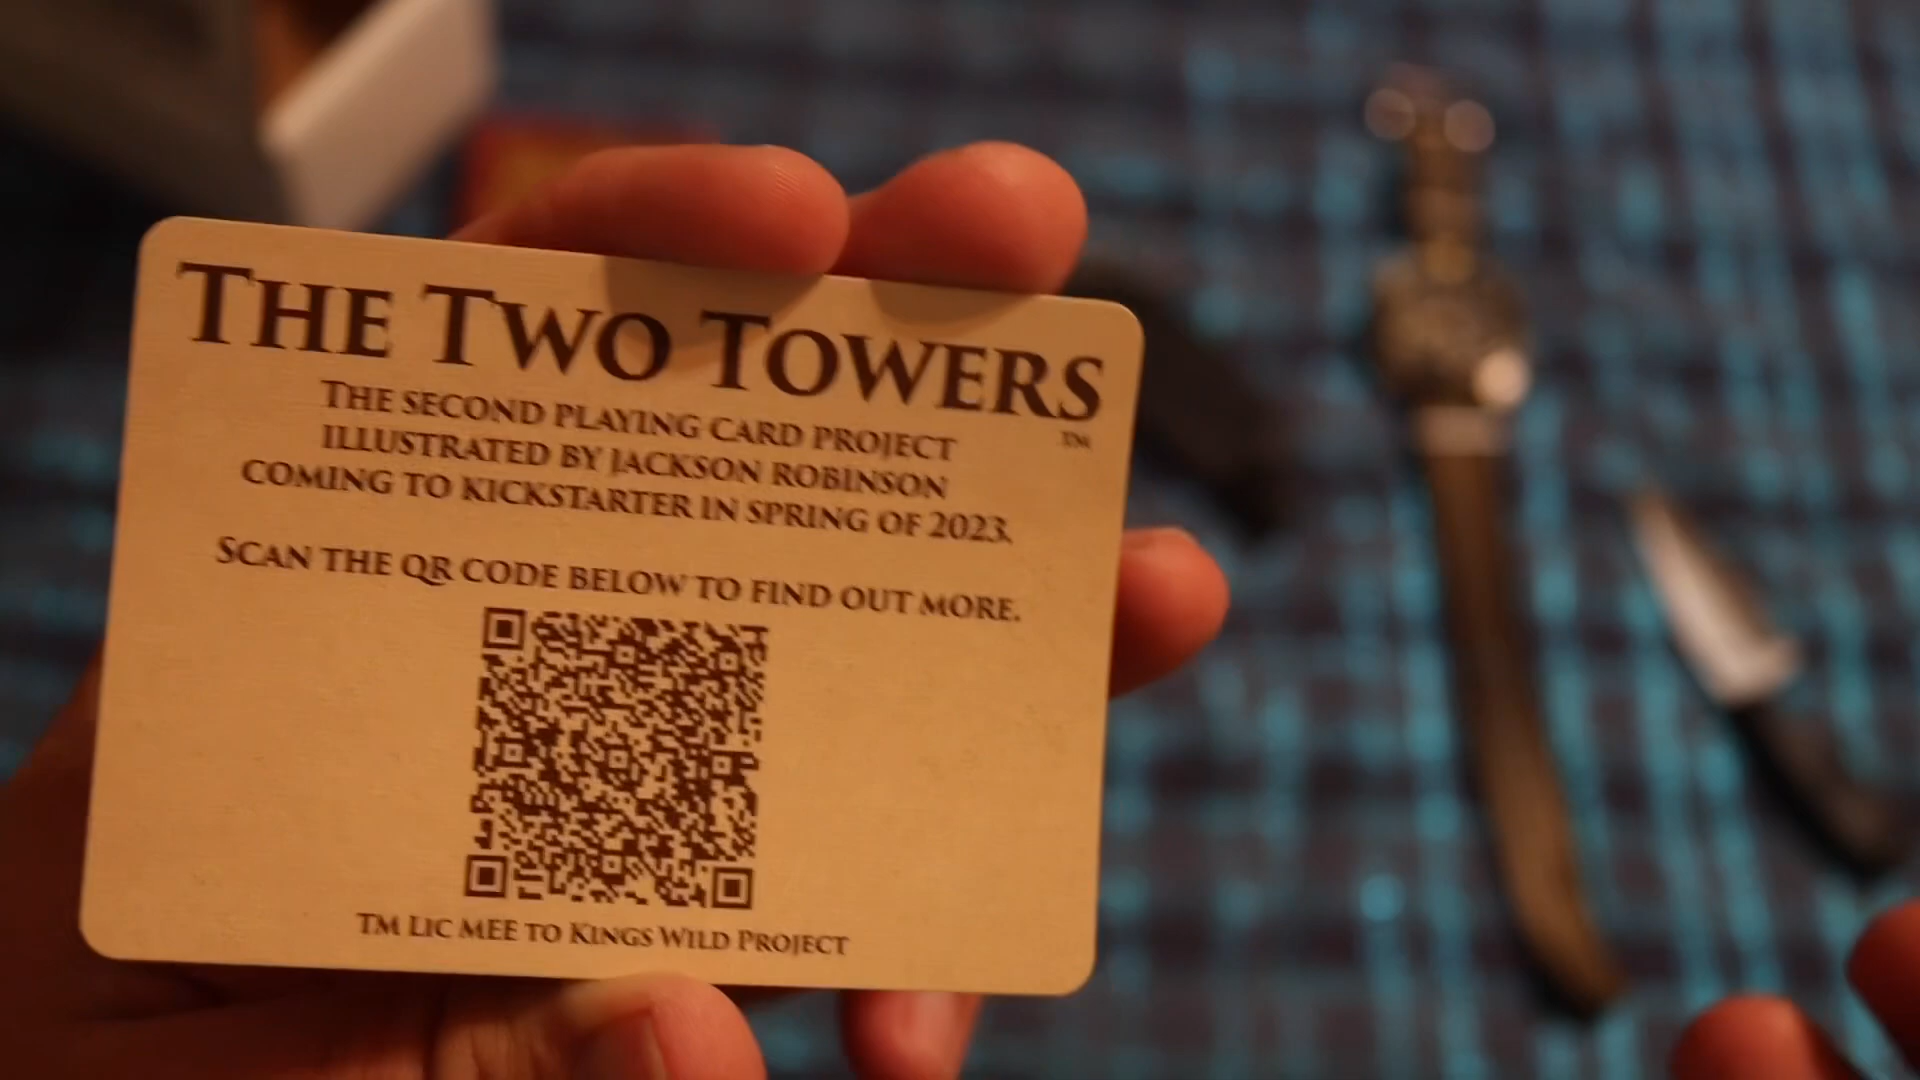 THE TWO TOWERS
TM
THE SECOND PLAYING CARD PROJECT
ILLUSTRATED BY JACKSON ROBINSON
COMING TO KICKSTARTER IN SPRING OF 2023.
SCAN THE QR CODE BELOW TO FIND OUT MORE.
TM LIC MEE TO KINGS WILD PROJECT